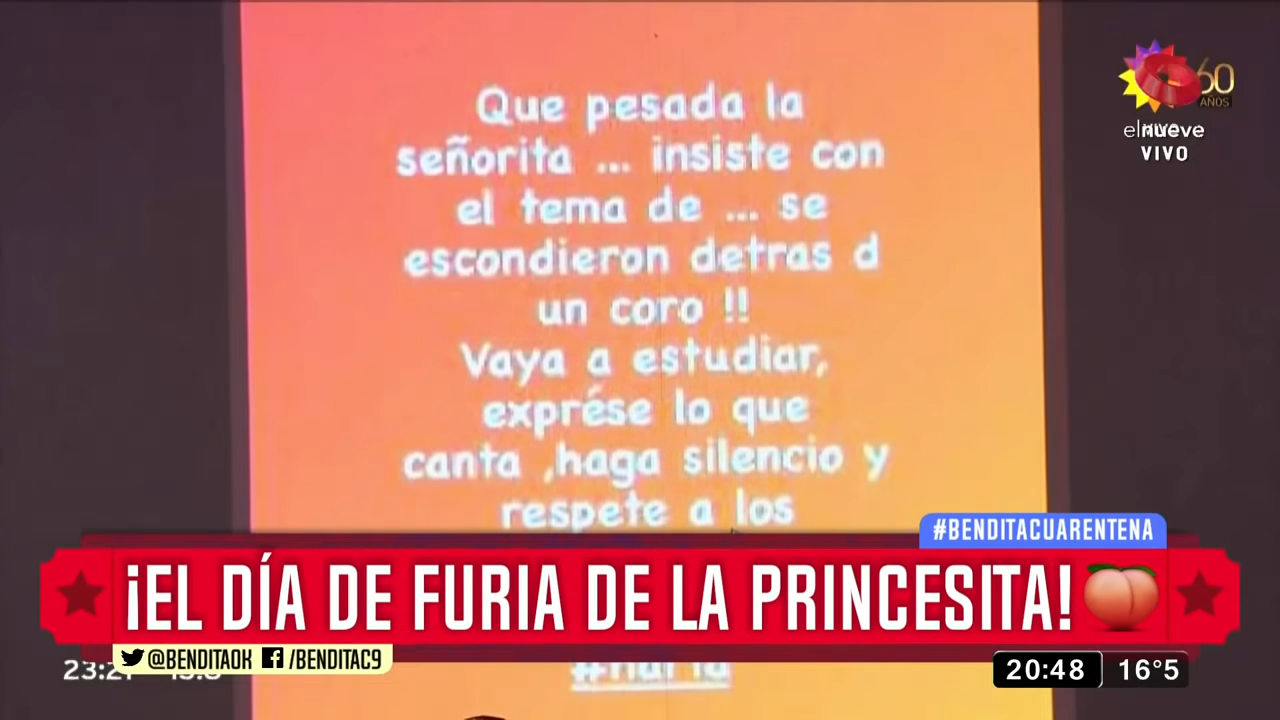 Que pesada la
señorita ... insiste con
el tema de ... se
escondieron detras d
un coro !!
Vaya a estudiar,
exprése lo que
canta ,haga silencio y
respete a los
60
AÑOS
elnueve
VIVO
#BENDITACUARENTENA
¡EL DÍA DE FURIA DE LA PRINCESITA!
@BENDITAOK /BENDITAC9
20:48 16°5